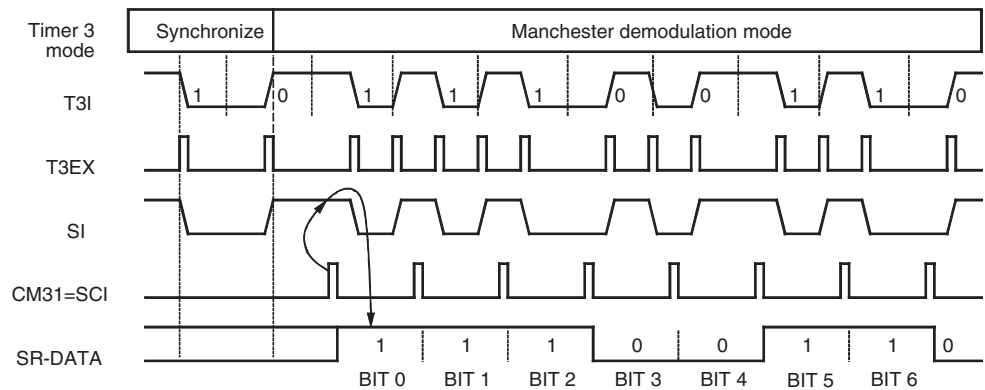 Timer 3
mode
Synchronize
Manchester demodulation mode
T3I
1 0 1 1 1 0 0 1 1 0
T3EX
SI
CM31=SCI
SR-DATA
1 1 1 0 0 1 1 0
BIT 0 BIT 1 BIT 2 BIT 3 BIT 4 BIT 5 BIT 6